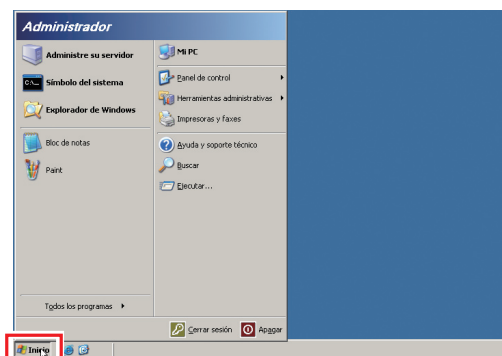 Administrador
Administre su servidor
Símbolo del sistema
Explorador de Windows
Bloc de notas
Paint
Todos los programas
Mi PC
Panel de control
Herramientas administrativas
Impresoras y faxes
Ayuda y soporte técnico
Buscar
Ejecutar...
Cerrar sesión
Apagar
Inicio